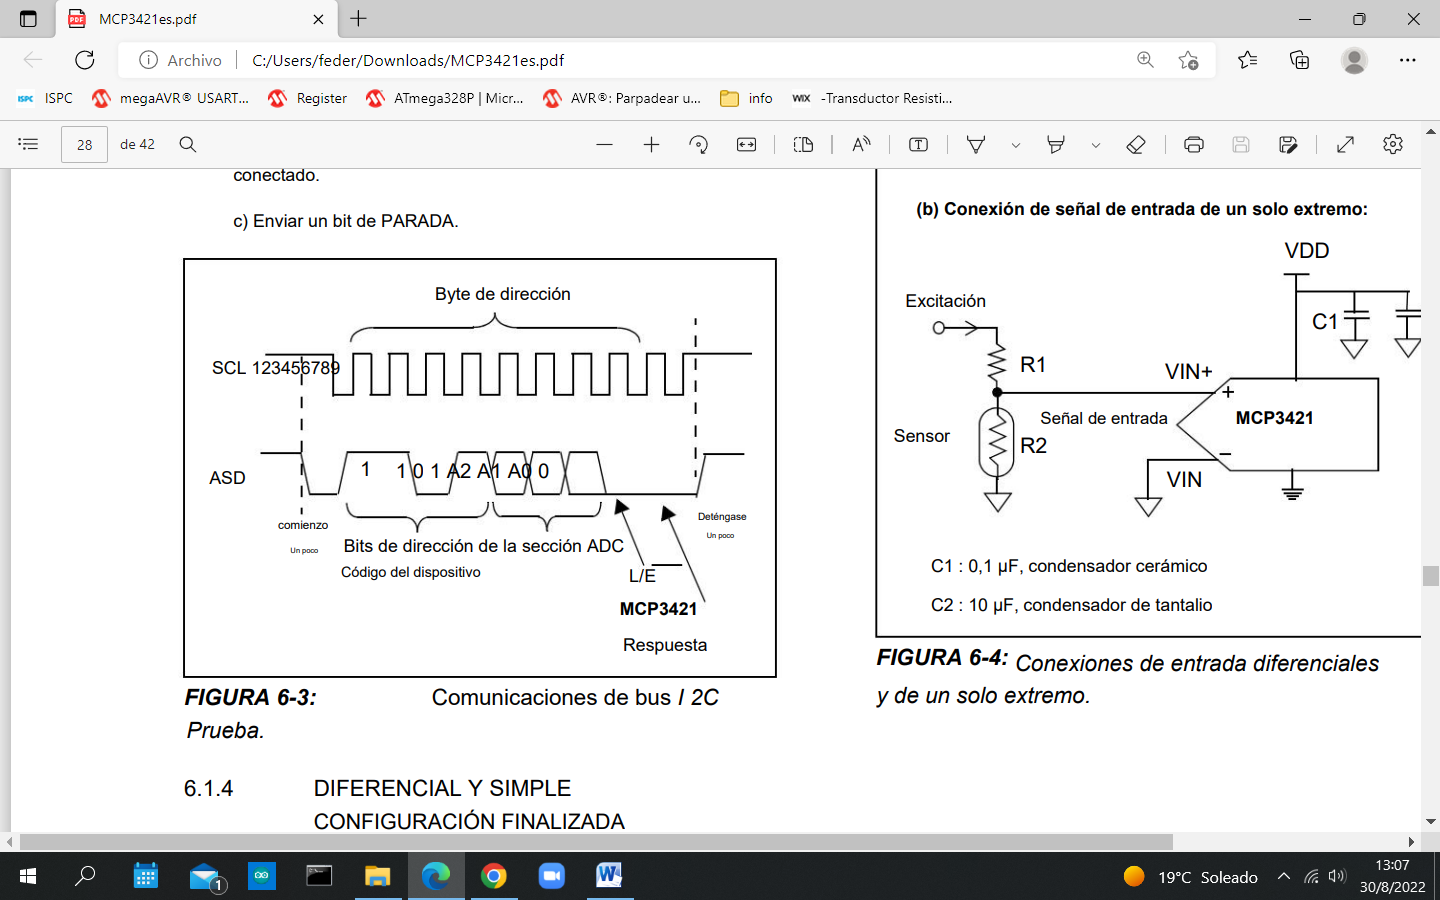 MCP3421es.pdf
Archivo
C:/Users/feder/Downloads/MCP3421es.pdf
ISPC ISPC
megaAVR® USART...
Register
ATmega328P | Micr...
AVR®: Parpadear u...
info
WIX -Transductor Resisti...
28 de 42
conectado.
c) Enviar un bit de PARADA.
Byte de dirección
SCL 123456789
ASD
1 1 0 1 A2 A1 A0 0
comienzo
Un poco
Deténgase
Un poco
Bits de dirección de la sección ADC
Código del dispositivo
L/E
MCP3421
Respuesta
FIGURA 6-3: Comunicaciones de bus I 2C
Prueba.
6.1.4 DIFERENCIAL Y SIMPLE
CONFIGURACIÓN FINALIZADA
(b) Conexión de señal de entrada de un solo extremo:
VDD
Excitación
C1
R1
VIN+
+
Señal de entrada
MCP3421
Sensor
R2
–
VIN
C1 : 0,1 µF, condensador cerámico
C2 : 10 µF, condensador de tantalio
FIGURA 6-4: Conexiones de entrada diferenciales
y de un solo extremo.
1
19°C Soleado
13:07
30/8/2022